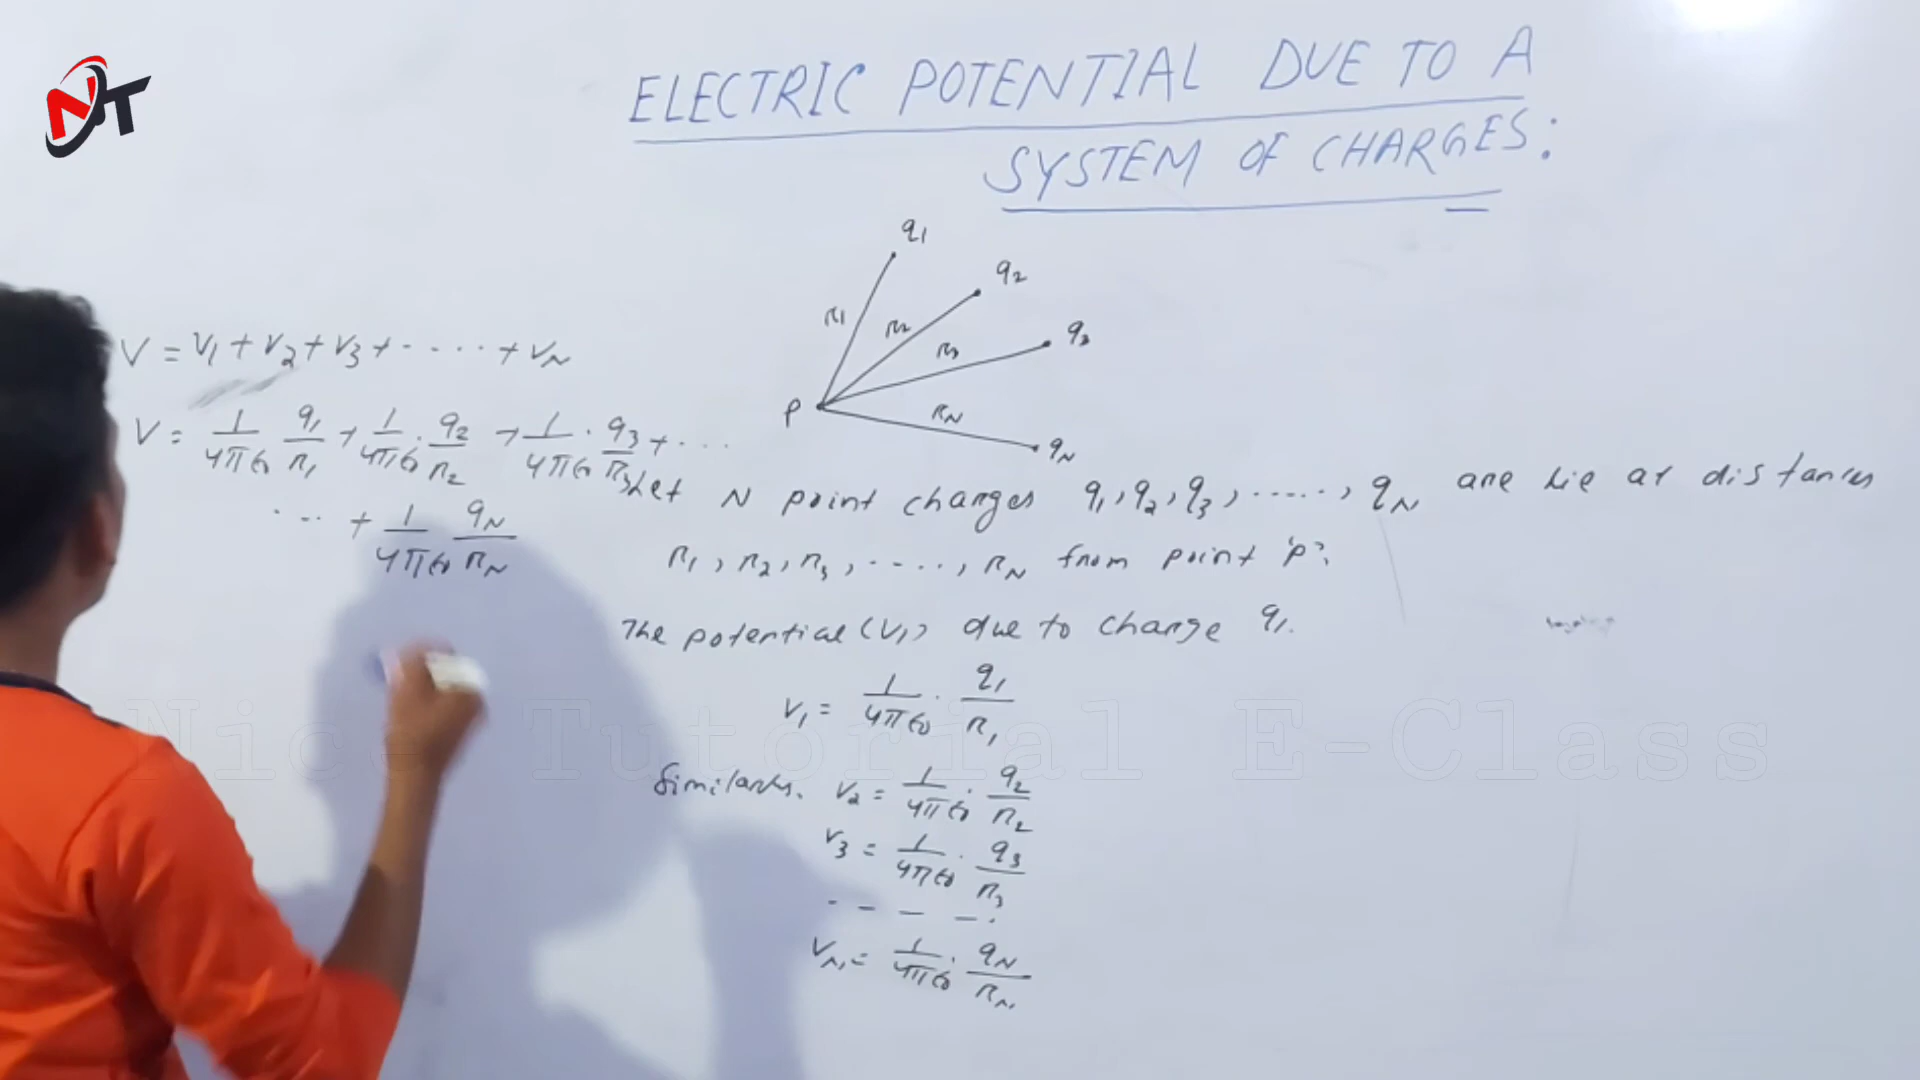 NT
ELECTRIC POTENTIAL DUE TO A
SYSTEM OF CHARGES:
q1
q2
q3
qN
r1
r2
r3
rN
P
V = V1 + V2 + V3 + ..... + VN
V = 1/4πε0 q1/r1 + 1/4πε0 . q2/r2 + 1/4πε0 . q3/r3 + ...
... + 1/4πε0 qN/rN
Let N point charges q1, q2, q3, ....., qN are lie at distances
r1, r2, r3, ....., rN from point 'P'.
The potential (V1) due to charge q1.
V1 = 1/4πε0 . q1/r1
Similarly. V2 = 1/4πε0 . q2/r2
V3 = 1/4πε0 . q3/r3
- - - - .
VN = 1/4πε0 . qN/rN
Nice Tutorial E-Class